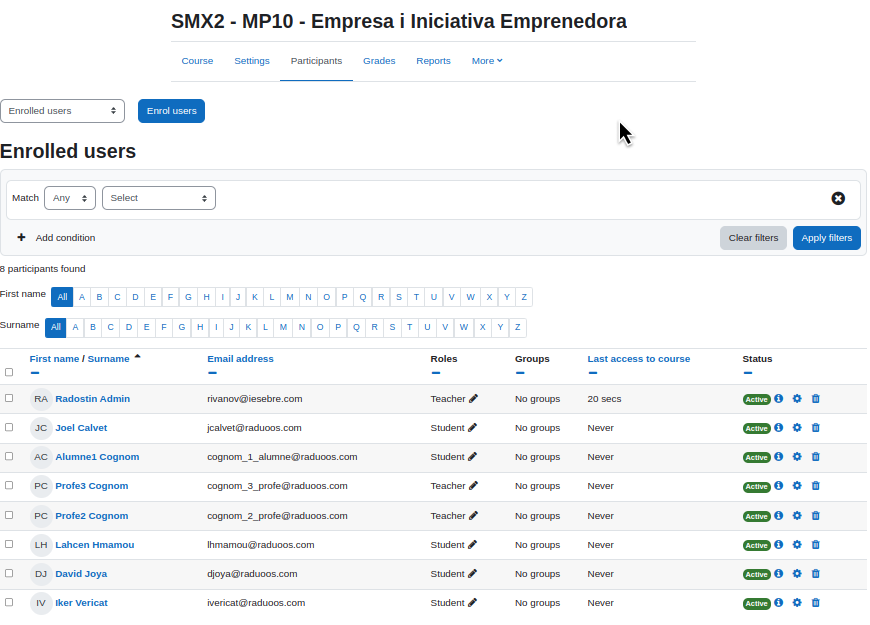 SMX2 - MP10 - Empresa i Iniciativa Emprenedora
Course Settings Participants Grades Reports More
Enrolled users Enrol users
Enrolled users
Match Any Select
Add condition Clear filters Apply filters
8 participants found
First name All A B C D E F G H I J K L M N O P Q R S T U V W X Y Z
Surname All A B C D E F G H I J K L M N O P Q R S T U V W X Y Z
First name / Surname Email address Roles Groups Last access to course Status
RA Radostin Admin rivanov@iesebre.com Teacher No groups 20 secs Active
JC Joel Calvet jcalvet@raduoos.com Student No groups Never Active
AC Alumne1 Cognom cognom_1_alumne@raduoos.com Student No groups Never Active
PC Profe3 Cognom cognom_3_profe@raduoos.com Teacher No groups Never Active
PC Profe2 Cognom cognom_2_profe@raduoos.com Teacher No groups Never Active
LH Lahcen Hmamou lhmamou@raduoos.com Student No groups Never Active
DJ David Joya djoya@raduoos.com Student No groups Never Active
IV Iker Vericat ivericat@raduoos.com Student No groups Never Active